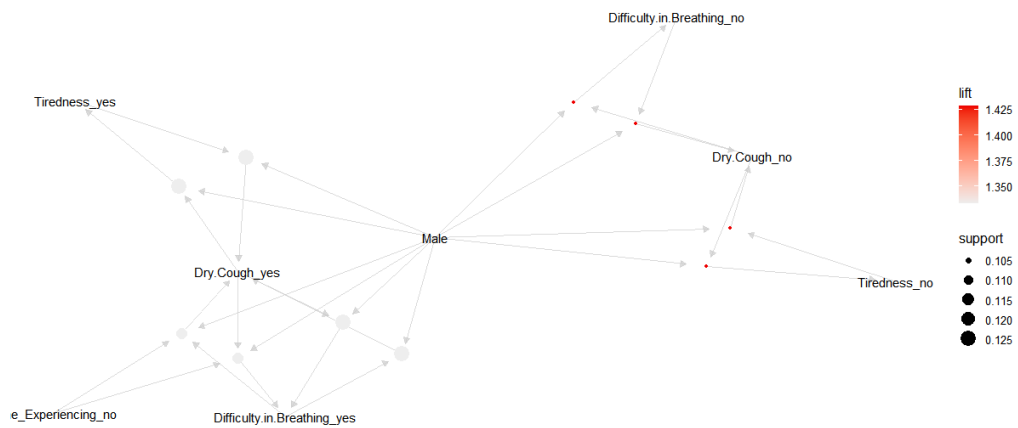 Difficulty.in.Breathing_no
Tiredness_yes
Dry.Cough_no
Male
Dry.Cough_yes
Tiredness_no
e_Experiencing_no
Difficulty.in.Breathing_yes
lift
1.425
1.400
1.375
1.350
support
0.105
0.110
0.115
0.120
0.125